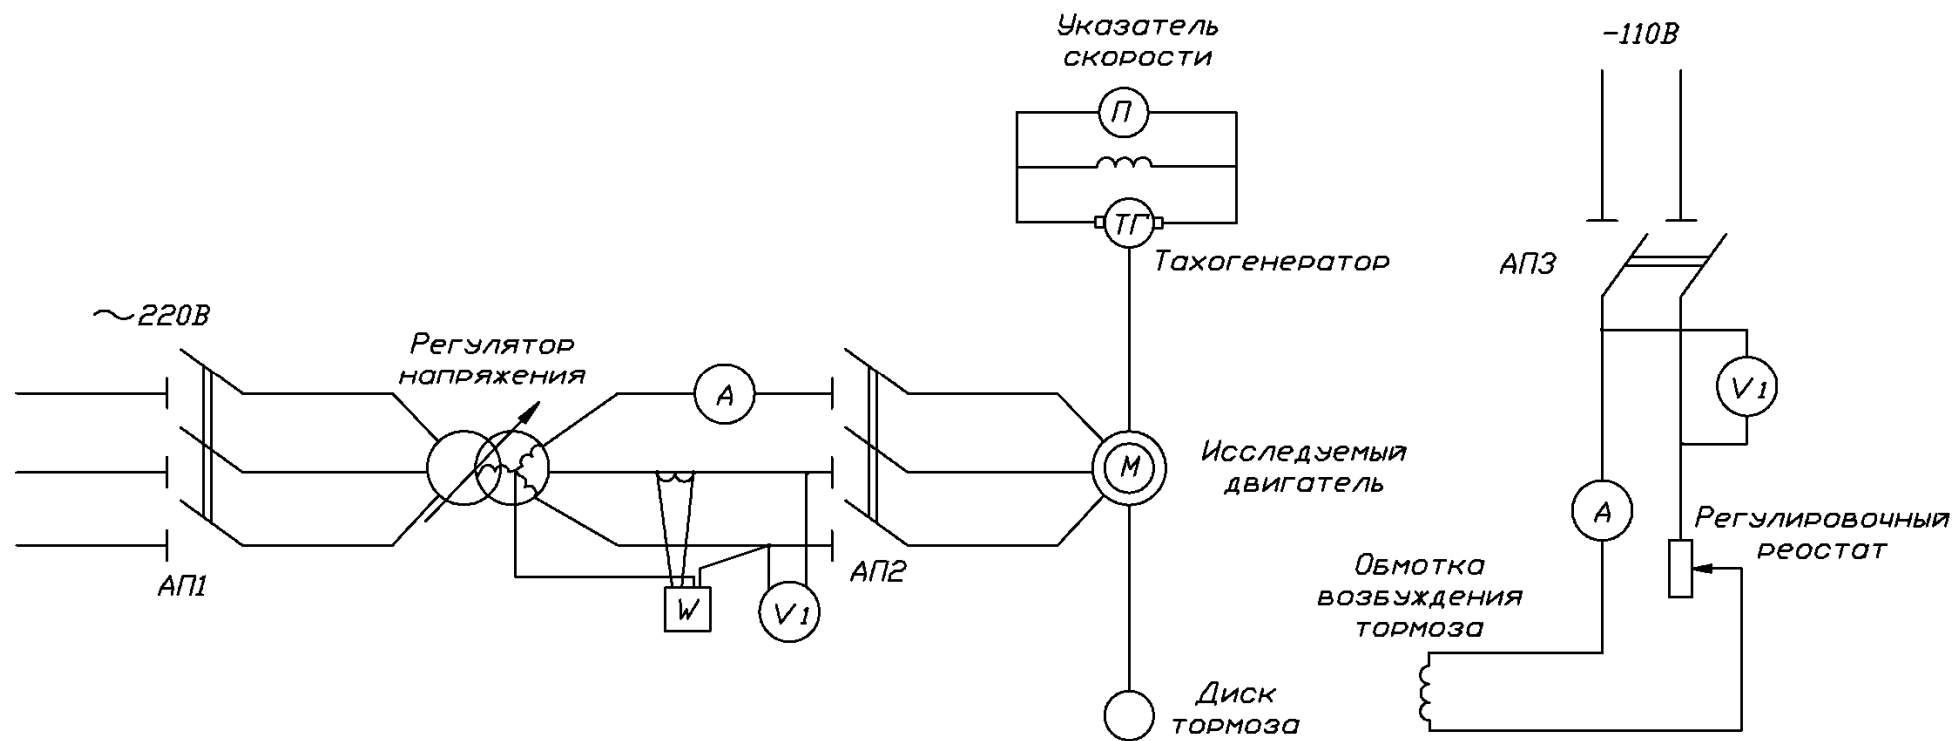 Указатель
скорости
П
ТГ
Тахогенератор
-110В
АП3
V1
А
Регулировочный
реостат
Обмотка
возбуждения
тормоза
~220В
Регулятор
напряжения
А
АП1
W
V1
АП2
М
Исследуемый
двигатель
Диск
тормоза